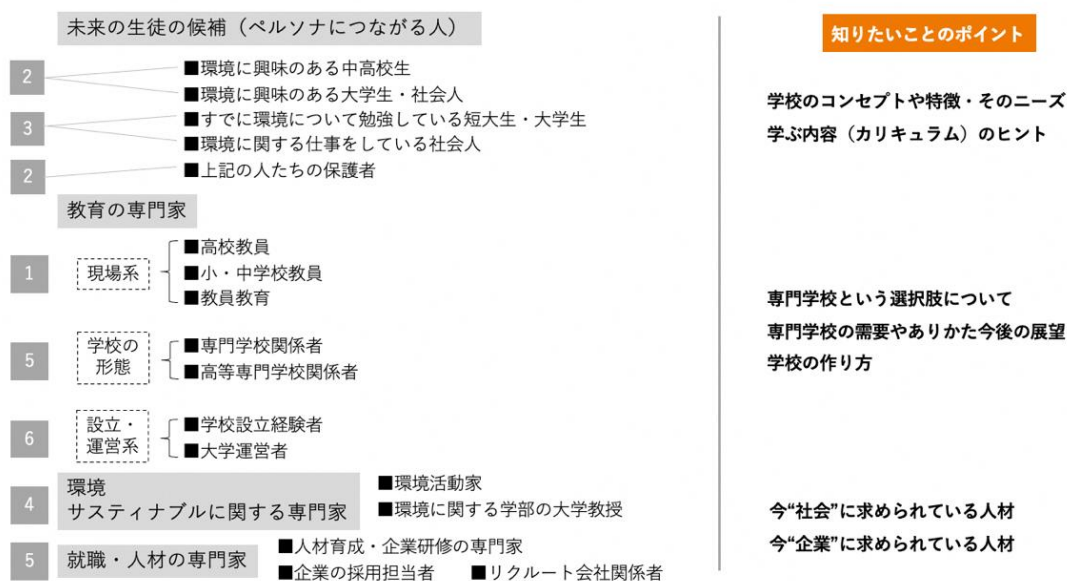 未来の生徒の候補（ペルソナにつながる人）
2
■環境に興味のある中高校生
■環境に興味のある大学生・社会人
3
■すでに環境について勉強している短大生・大学生
■環境に関する仕事をしている社会人
2
■上記の人たちの保護者
教育の専門家
1
現場系
■高校教員
■小・中学校教員
■教員教育
5
学校の
形態
■専門学校関係者
■高等専門学校関係者
6
設立・
運営系
■学校設立経験者
■大学運営者
4
環境
サスティナブルに関する専門家
■環境活動家
■環境に関する学部の大学教授
5
就職・人材の専門家
■人材育成・企業研修の専門家
■企業の採用担当者 ■リクルート会社関係者
知りたいことのポイント
学校のコンセプトや特徴・そのニーズ
学ぶ内容（カリキュラム）のヒント
専門学校という選択肢について
専門学校の需要やありかた今後の展望
学校の作り方
今“社会”に求められている人材
今“企業”に求められている人材